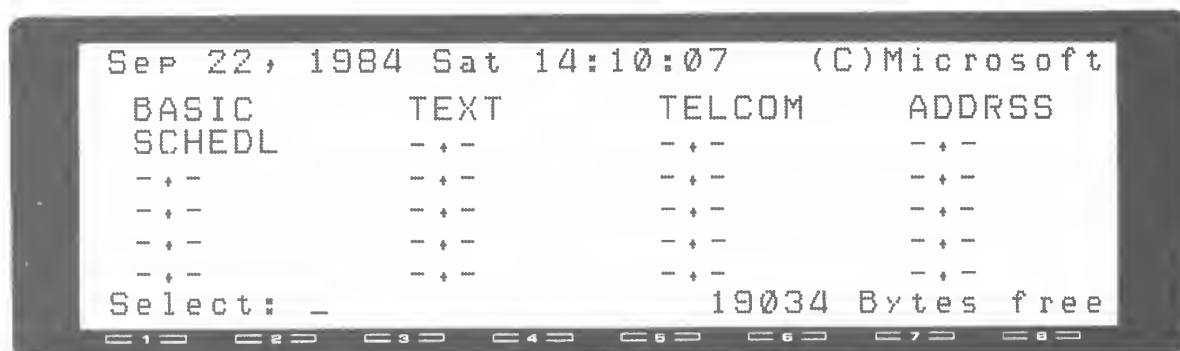 Sep 22, 1984 Sat 14:10:07 (C)Microsoft
BASIC TEXT TELCOM ADDRSS
SCHEDL -.- -.- -.-
-.- -.- -.- -.-
-.- -.- -.- -.-
-.- -.- -.- -.-
-.- -.- -.- -.-
Select: _ 19034 Bytes free
1 2 3 4 5 6 7 8